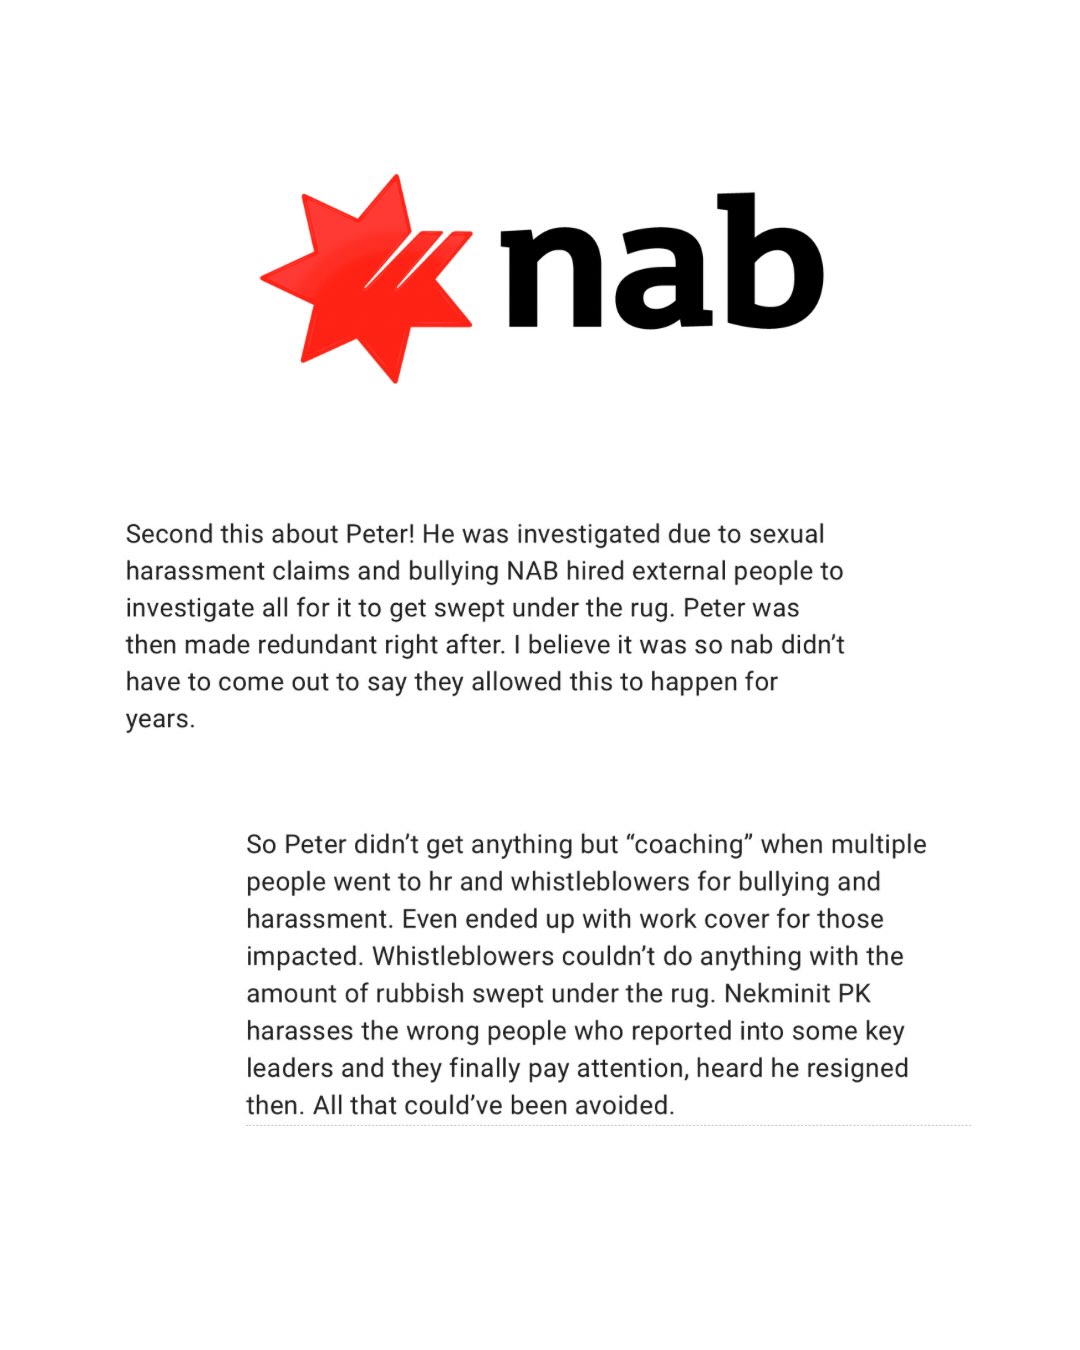 nab
Second this about Peter! He was investigated due to sexual
harassment claims and bullying NAB hired external people to
investigate all for it to get swept under the rug. Peter was
then made redundant right after. I believe it was so nab didn’t
have to come out to say they allowed this to happen for
years.
So Peter didn’t get anything but “coaching” when multiple
people went to hr and whistleblowers for bullying and
harassment. Even ended up with work cover for those
impacted. Whistleblowers couldn’t do anything with the
amount of rubbish swept under the rug. Nekminit PK
harasses the wrong people who reported into some key
leaders and they finally pay attention, heard he resigned
then. All that could’ve been avoided.